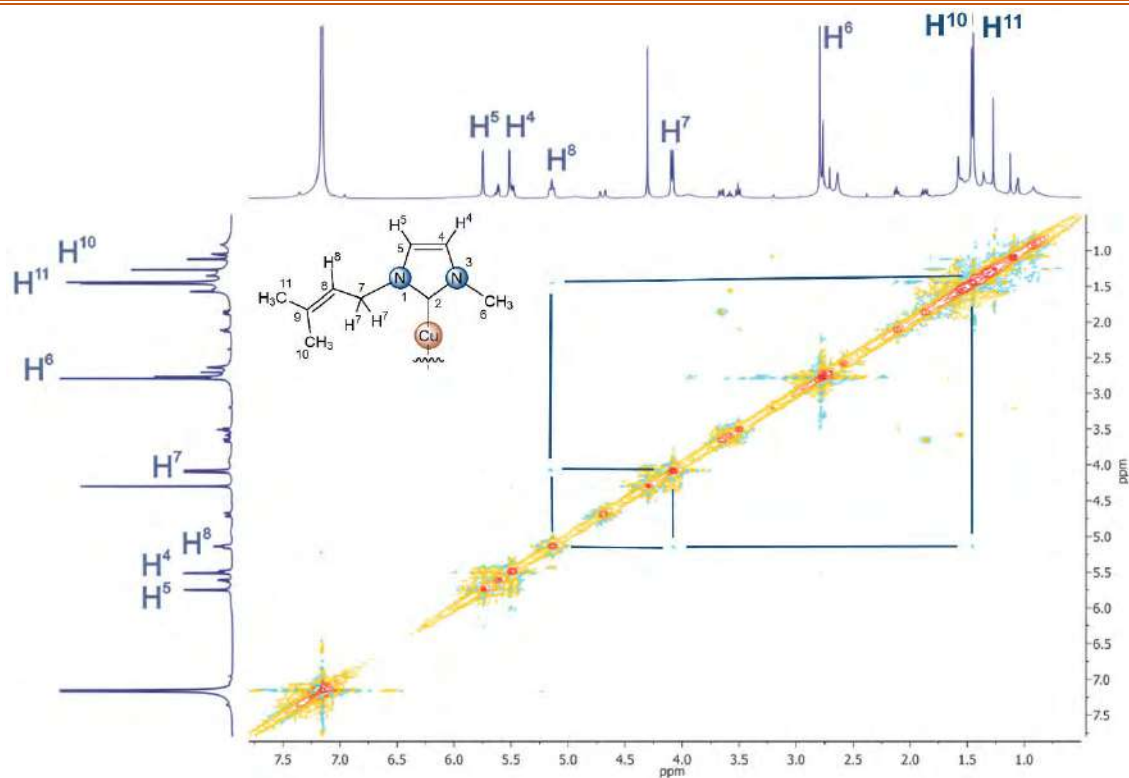 H¹⁰ H¹¹
H⁶
H⁵ H⁴
H⁷
H⁸
H¹⁰
H¹¹
H⁶
H⁷
H⁸
H⁴
H⁵
H⁵ H⁴
5 4
H⁸
N N 3
11 8 7 1
H₃C 2 CH₃
9 6
H⁷ H⁷
H₃C
10
Cu
1.0
1.5
2.0
2.5
3.0
3.5
4.0
4.5
5.0
5.5
6.0
6.5
7.0
7.5
ppm
7.5 7.0 6.5 6.0 5.5 5.0 4.5 4.0 3.5 3.0 2.5 2.0 1.5 1.0
ppm